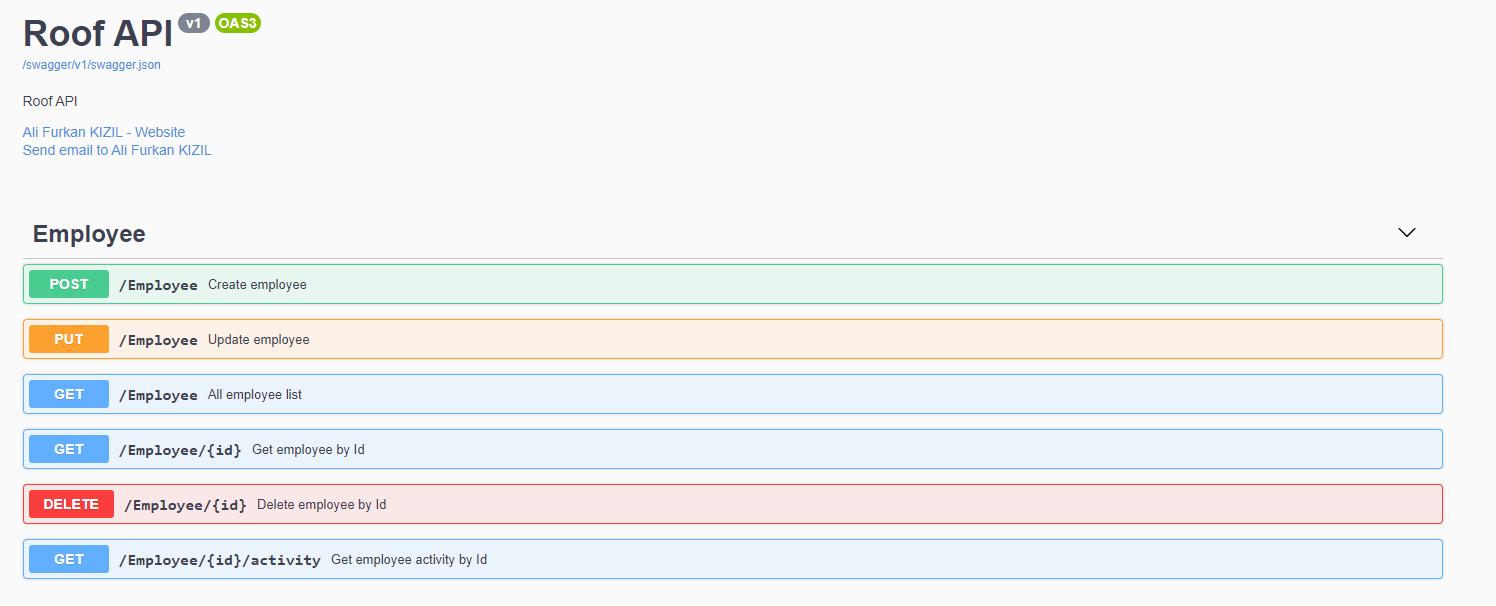 Roof API v1 OAS3
/swagger/v1/swagger.json
Roof API
Ali Furkan KIZIL - Website
Send email to Ali Furkan KIZIL
Employee
POST /Employee Create employee
PUT /Employee Update employee
GET /Employee All employee list
GET /Employee/{id} Get employee by Id
DELETE /Employee/{id} Delete employee by Id
GET /Employee/{id}/activity Get employee activity by Id